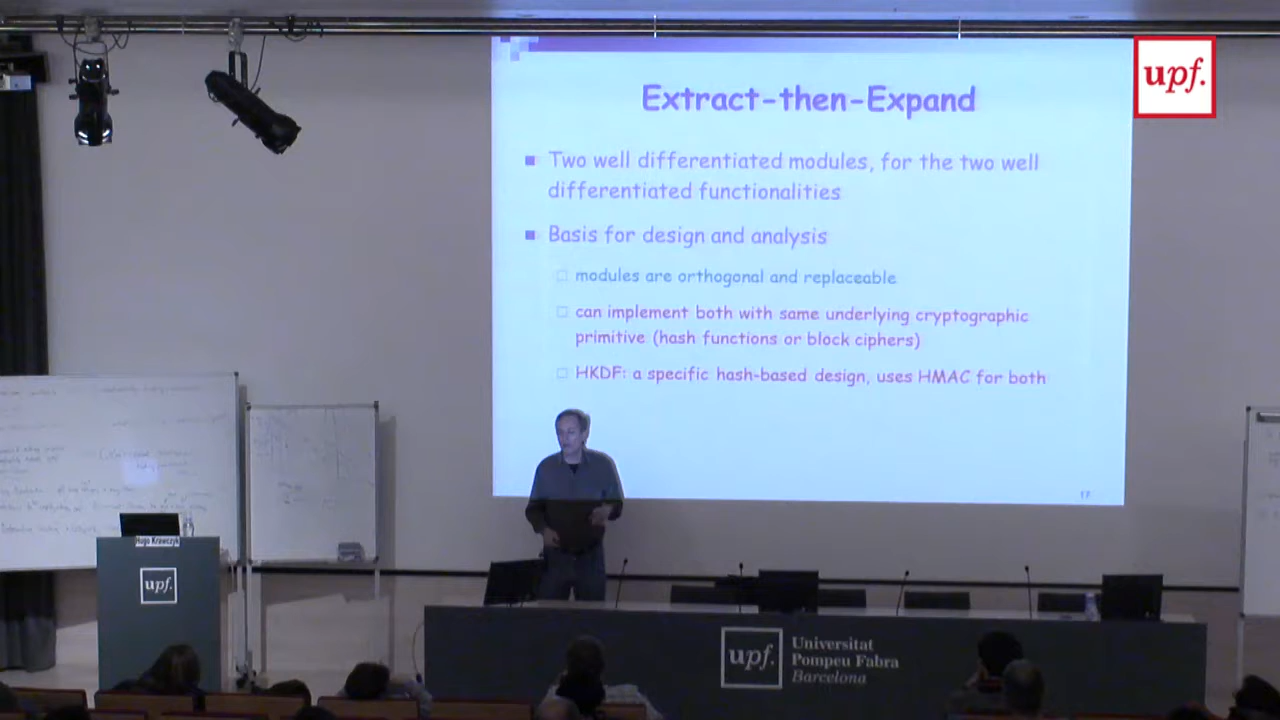 upf.
Extract-then-Expand
Two well differentiated modules, for the two well
differentiated functionalities
Basis for design and analysis
modules are orthogonal and replaceable
can implement both with same underlying cryptographic
primitive (hash functions or block ciphers)
HKDF: a specific hash-based design, uses HMAC for both
17
Hugo Krawczyk
upf.
upf.
Universitat
Pompeu Fabra
Barcelona